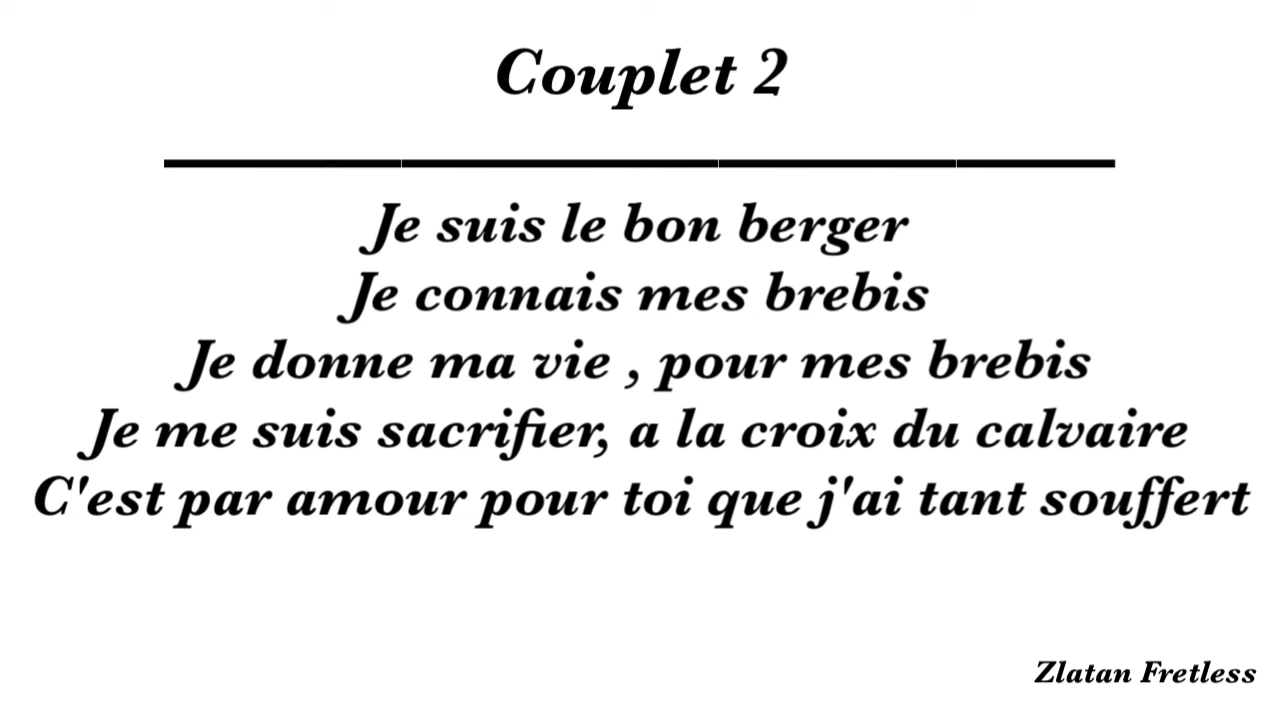 Couplet 2
Je suis le bon berger
Je connais mes brebis
Je donne ma vie , pour mes brebis
Je me suis sacrifier, a la croix du calvaire
C'est par amour pour toi que j'ai tant souffert
Zlatan Fretless